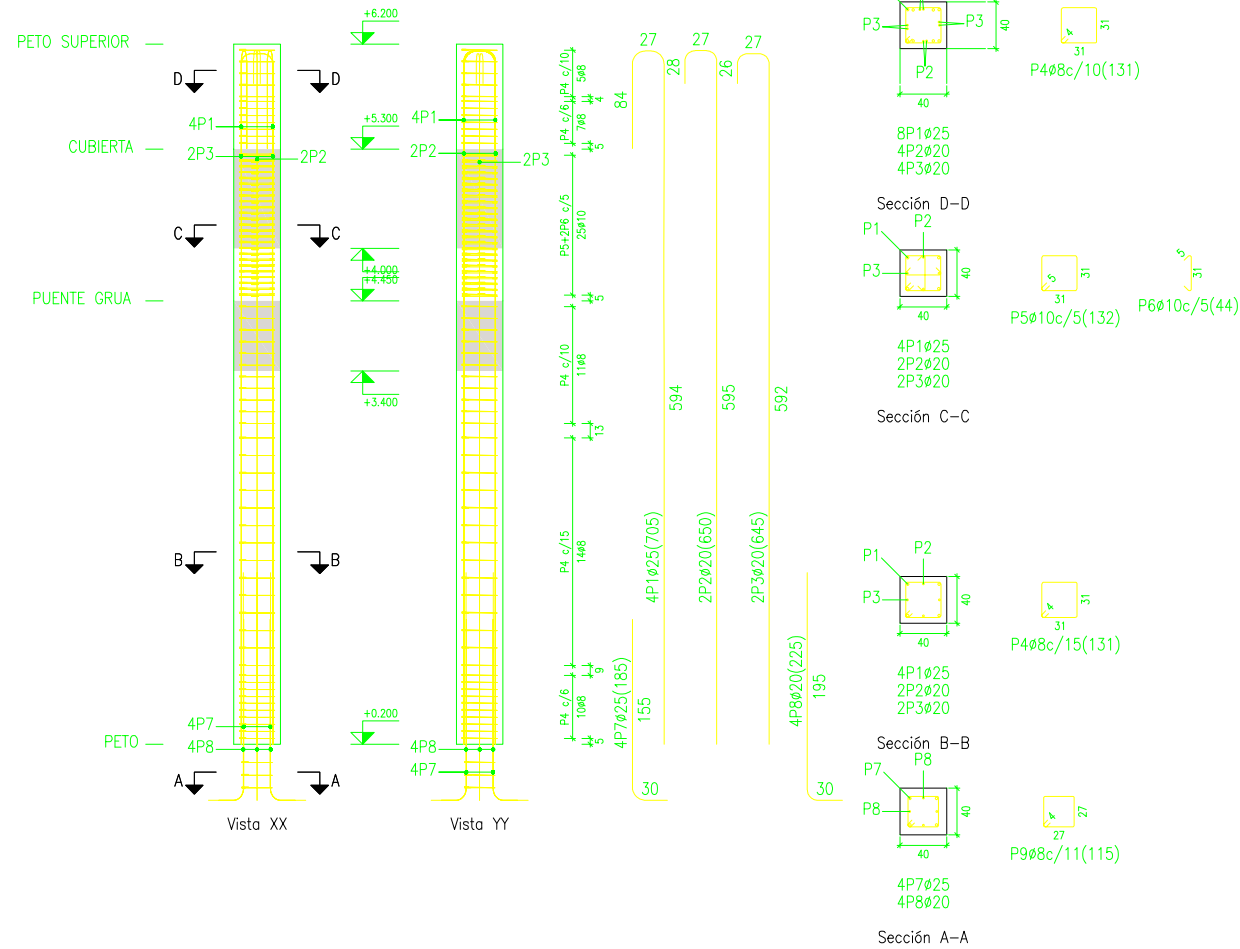 PETO SUPERIOR
CUBIERTA
PUENTE GRUA
PETO
D
D
4P1
2P3
2P2
C
C
B
B
4P7
4P8
A
A
Vista XX
+6.200
+5.300
+4.000
+4.450
+3.400
+0.200
4P1
2P2
2P3
4P8
4P7
Vista YY
P4 c/10
5ø8
4
P4 c/6
7ø8
5
P5+2P6 c/5
25ø10
5
P4 c/10
11ø8
13
P4 c/15
14ø8
9
P4 c/6
10ø8
5
27
84
594
4P1ø25(705)
27
28
595
2P2ø20(650)
27
26
592
2P3ø20(645)
4P7ø25(185)
155
30
4P8ø20(225)
195
30
P3
P3
P2
40
40
8P1ø25
4P2ø20
4P3ø20
Sección D-D
4
31
31
P4ø8c/10(131)
P1
P2
P3
40
40
4P1ø25
2P2ø20
2P3ø20
Sección C-C
5
31
31
P5ø10c/5(132)
5
31
P6ø10c/5(44)
P1
P2
P3
40
40
4P1ø25
2P2ø20
2P3ø20
Sección B-B
4
31
31
P4ø8c/15(131)
P7
P8
P8
40
40
4P7ø25
4P8ø20
Sección A-A
4
27
27
P9ø8c/11(115)